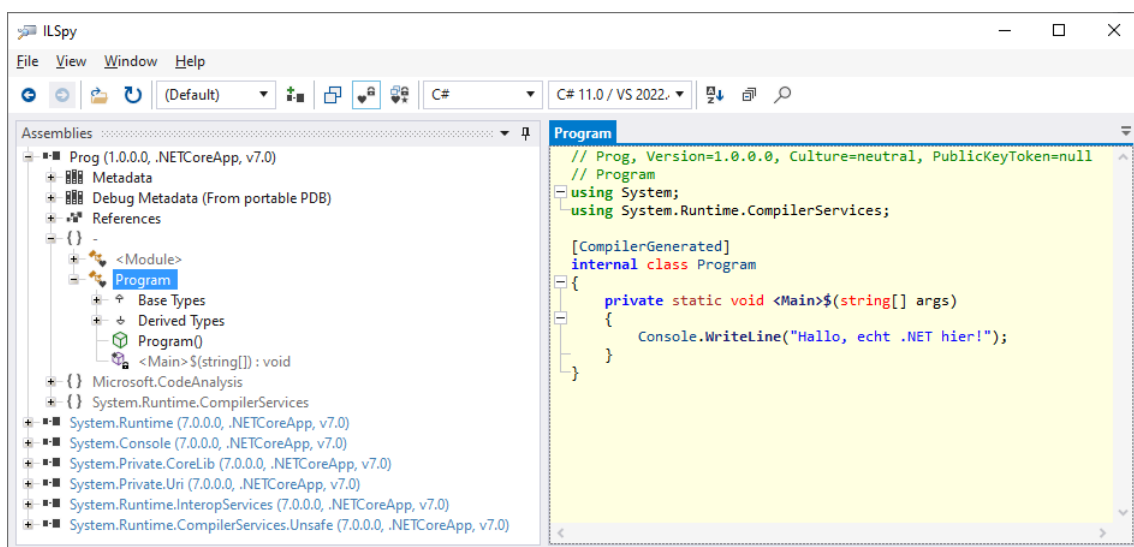 ILSpy
File View Window Help
(Default) C# C# 11.0 / VS 2022.
Assemblies
Prog (1.0.0.0, .NETCoreApp, v7.0)
Metadata
Debug Metadata (From portable PDB)
References
{ } -
<Module>
Program
Base Types
Derived Types
Program()
<Main>$(string[]) : void
{ } Microsoft.CodeAnalysis
{ } System.Runtime.CompilerServices
System.Runtime (7.0.0.0, .NETCoreApp, v7.0)
System.Console (7.0.0.0, .NETCoreApp, v7.0)
System.Private.CoreLib (7.0.0.0, .NETCoreApp, v7.0)
System.Private.Uri (7.0.0.0, .NETCoreApp, v7.0)
System.Runtime.InteropServices (7.0.0.0, .NETCoreApp, v7.0)
System.Runtime.CompilerServices.Unsafe (7.0.0.0, .NETCoreApp, v7.0)
Program
// Prog, Version=1.0.0.0, Culture=neutral, PublicKeyToken=null
// Program
using System;
using System.Runtime.CompilerServices;
[CompilerGenerated]
internal class Program
{
private static void <Main>$(string[] args)
{
Console.WriteLine("Hallo, echt .NET hier!");
}
}